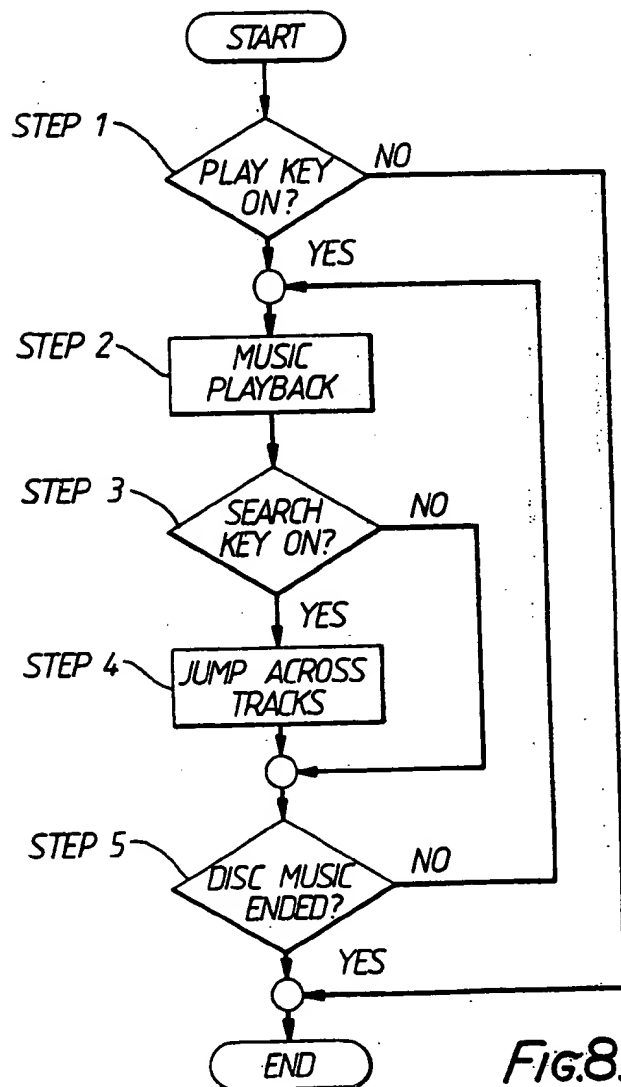 START
STEP 1
PLAY KEY
ON?
NO
YES
STEP 2
MUSIC
PLAYBACK
STEP 3
SEARCH
KEY ON?
NO
YES
STEP 4
JUMP ACROSS
TRACKS
STEP 5
DISC MUSIC
ENDED?
NO
YES
END
FIG.8.